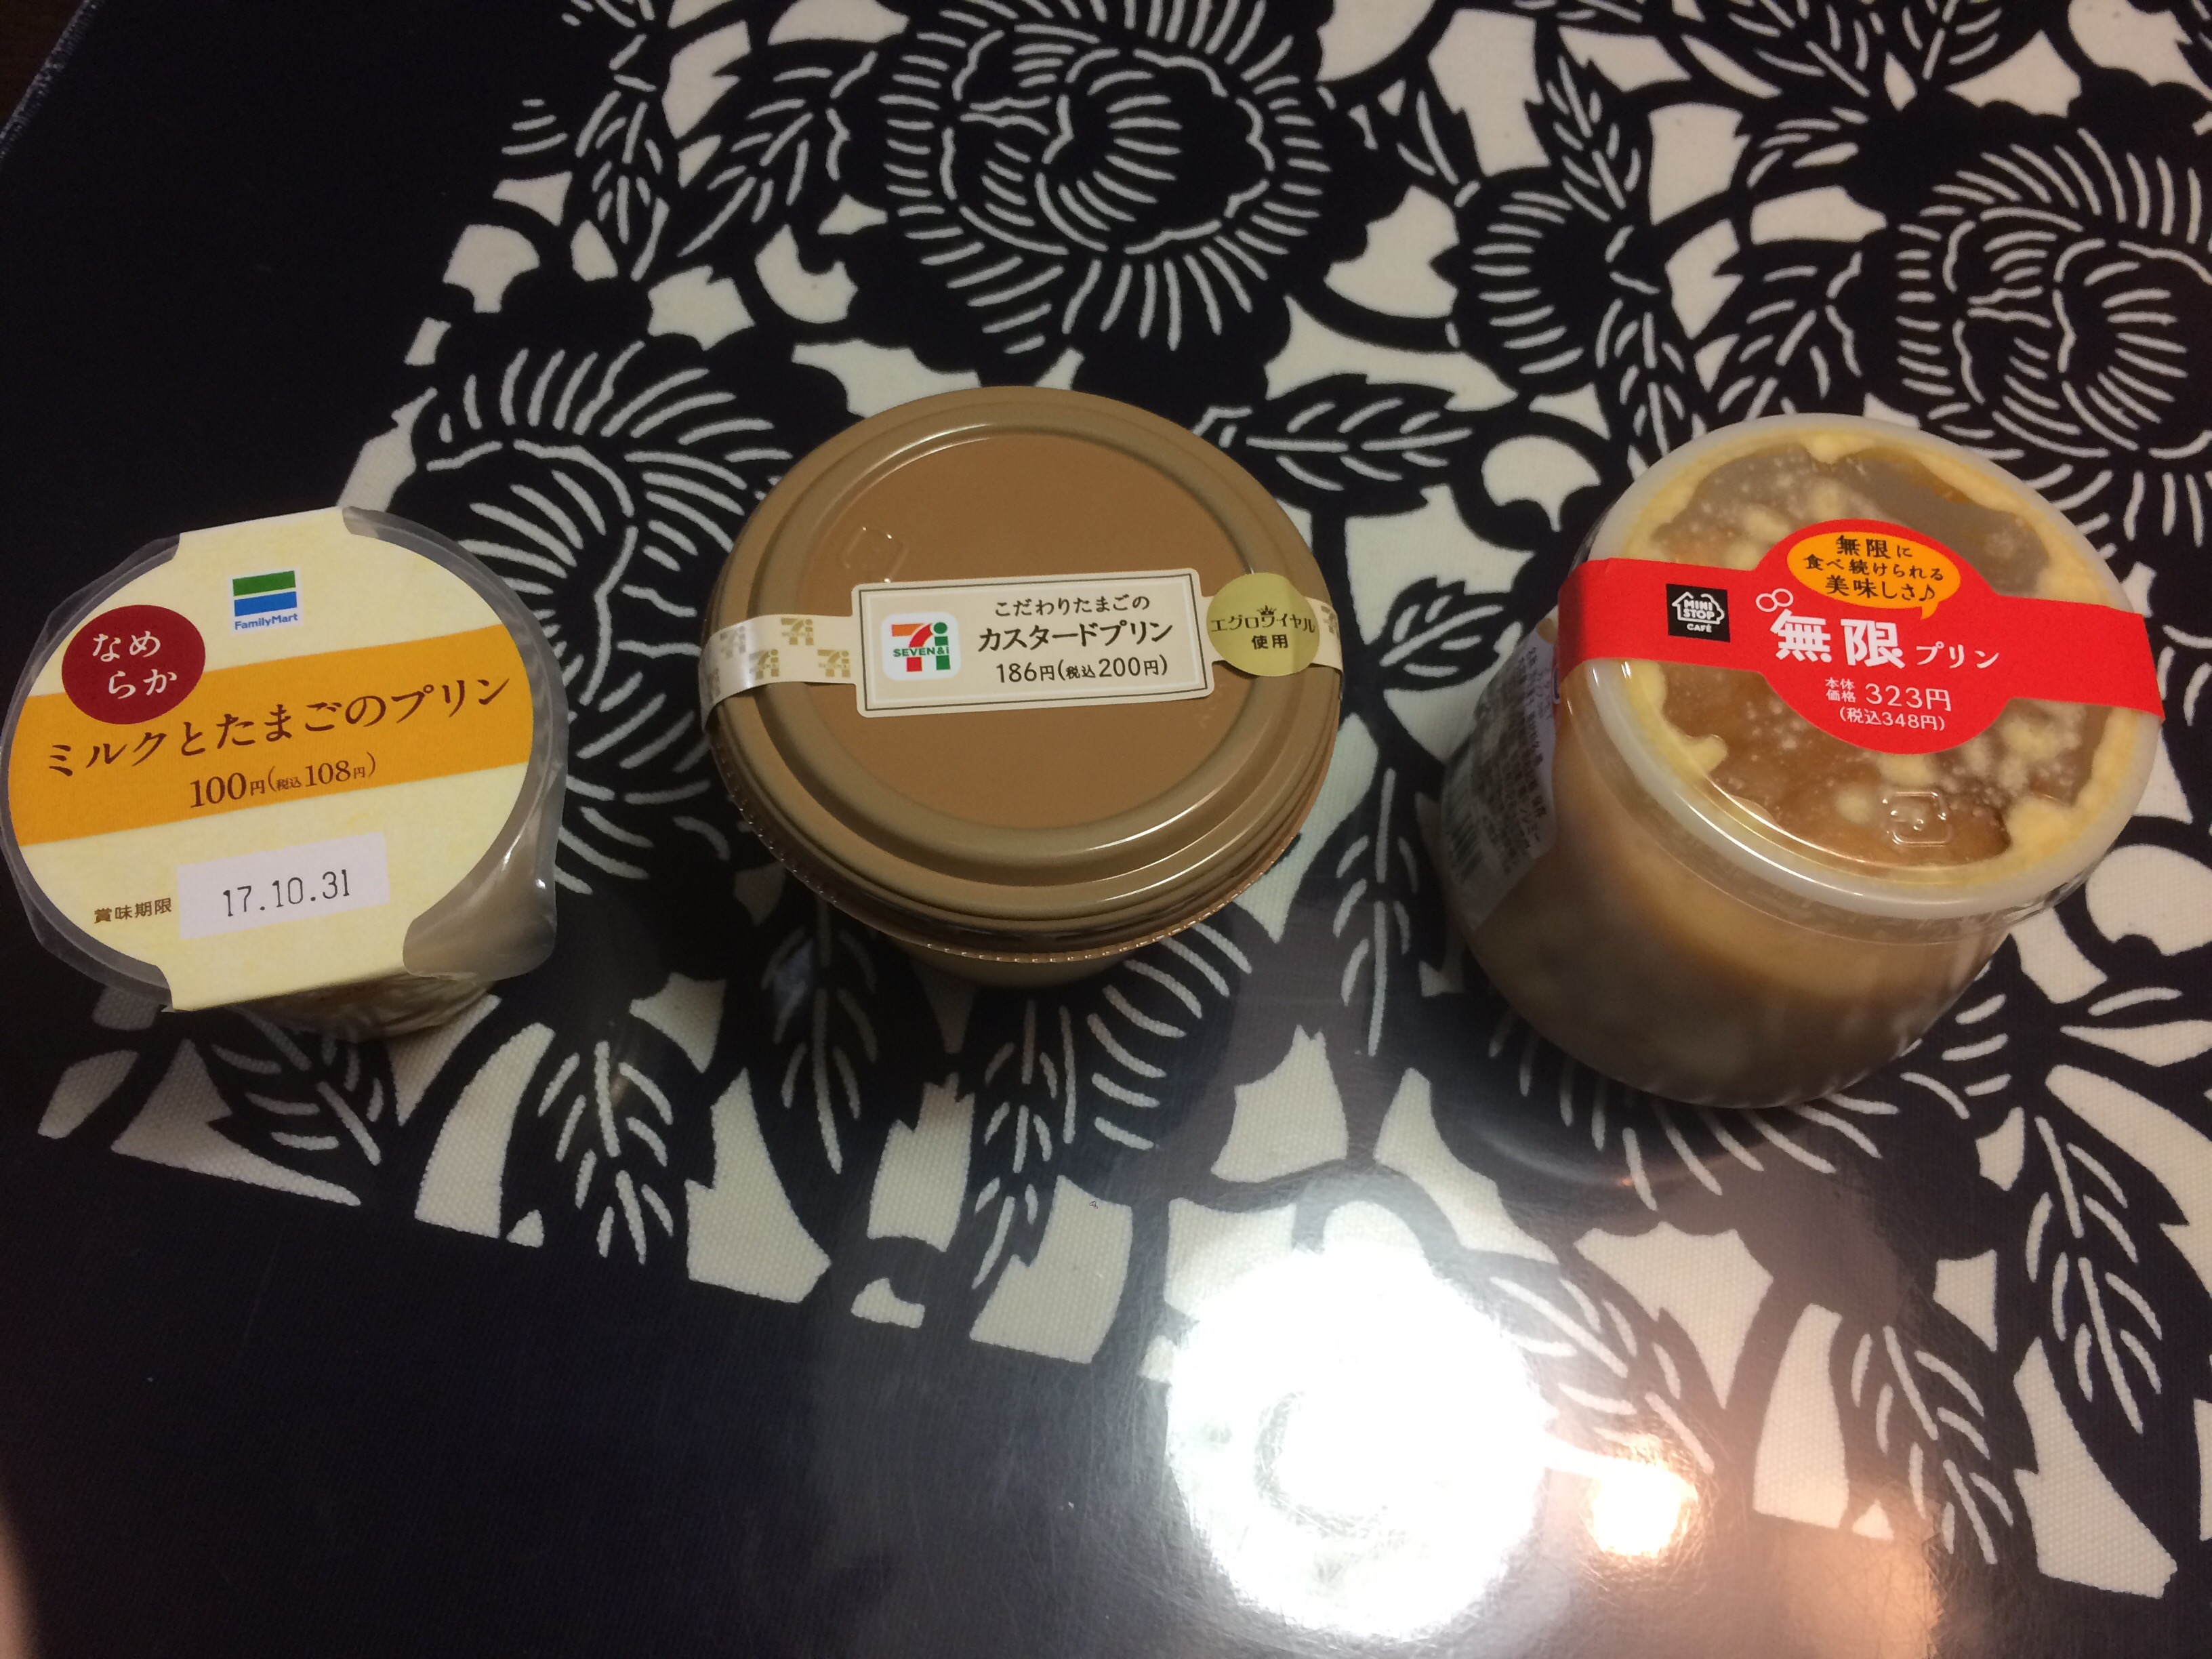 FamilyMart
なめ
らか
ミルクとたまごのプリン
100円(税込108円)
賞味期限
17.10.31
SEVEN&i
こだわりたまごの
カスタードプリン
186円(税込200円)
エグロワイヤル
使用
無限に
食べ続けられる
美味しさ♪
MINI
STOP
CAFÉ
無限プリン
本体
価格 323円
(税込348円)